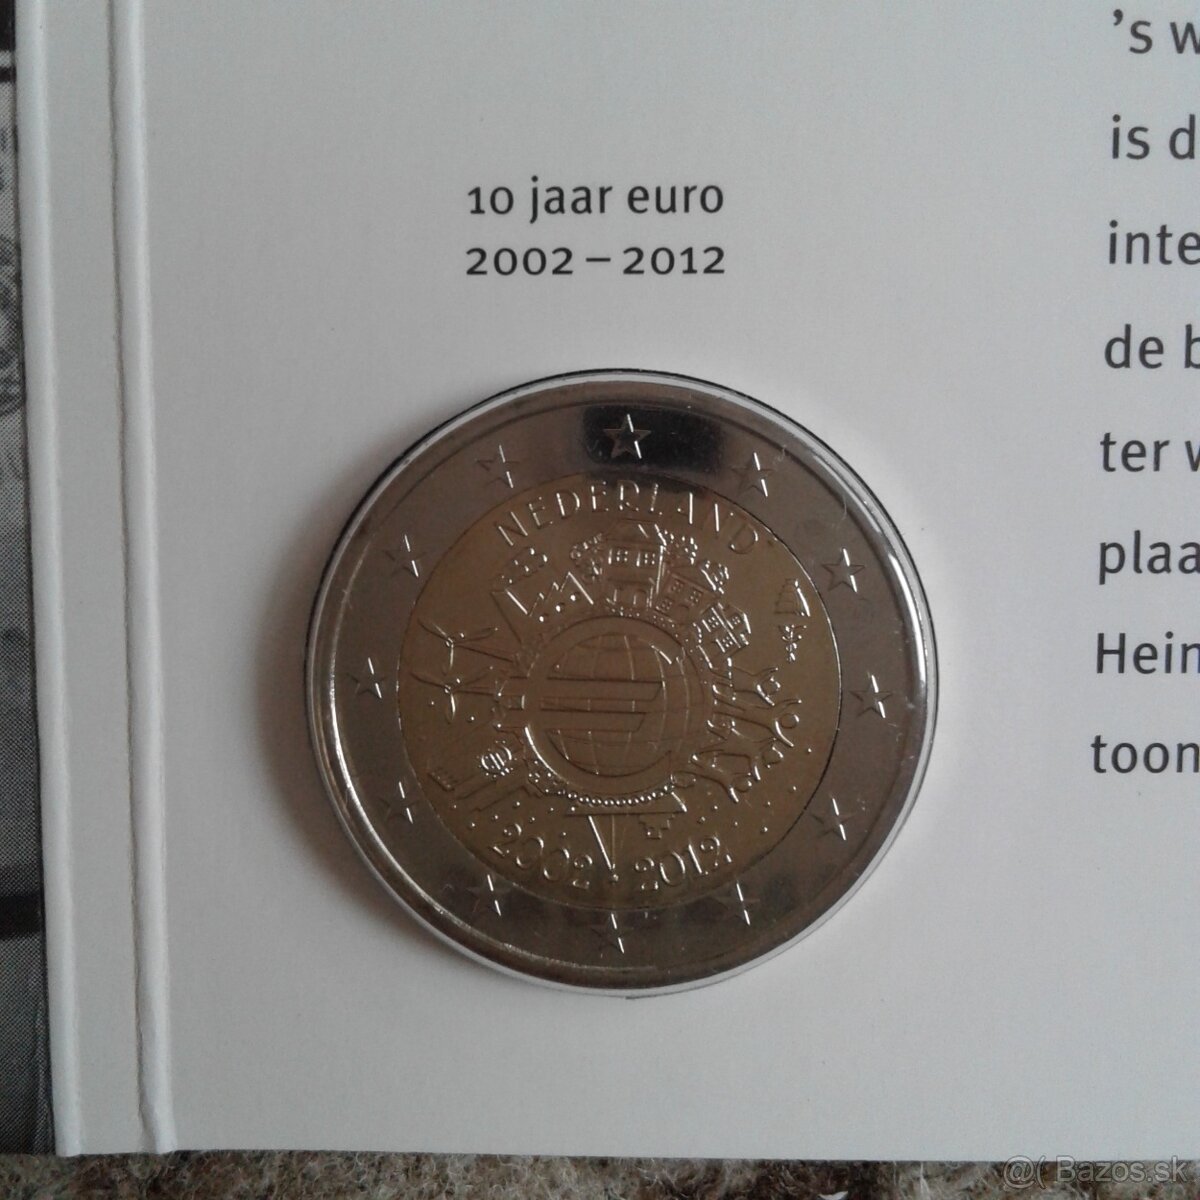 10 jaar euro
2002 – 2012
NEDERLAND
2002 · 2012
's w
is d
inte
de b
ter w
plaa
Hein
toon
@( Bazos.sk